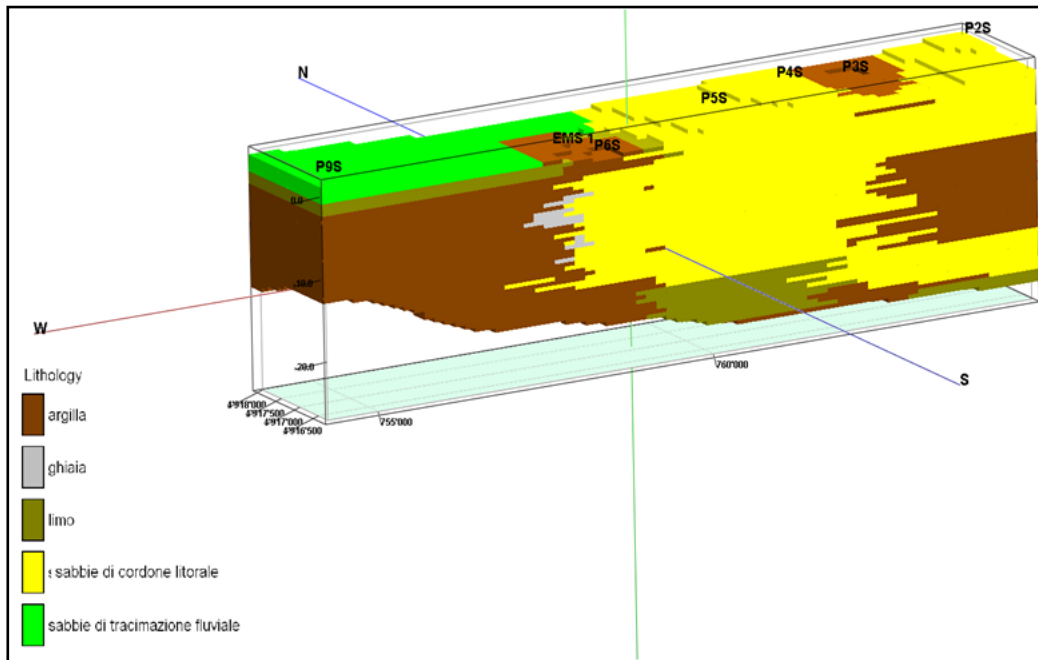 P2S
N
P4S
P3S
P5S
EMS 1
P6S
P9S
0.0
-10.0
-20.0
W
S
760'000
755'000
4'918'000
4'917'500
4'917'000
4'916'500
Lithology
argilla
ghiaia
limo
sabbie di cordone litorale
sabbie di tracimazione fluviale